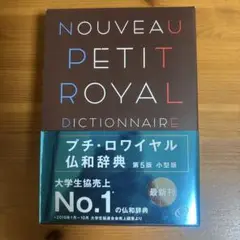 NOUVEAU
PETIT
ROYAL
DICTIONNAIRE
プチ・ロワイヤル
仏和辞典 第5版 小型版
大学生協売上
No.1*
の仏和辞典
最新刊